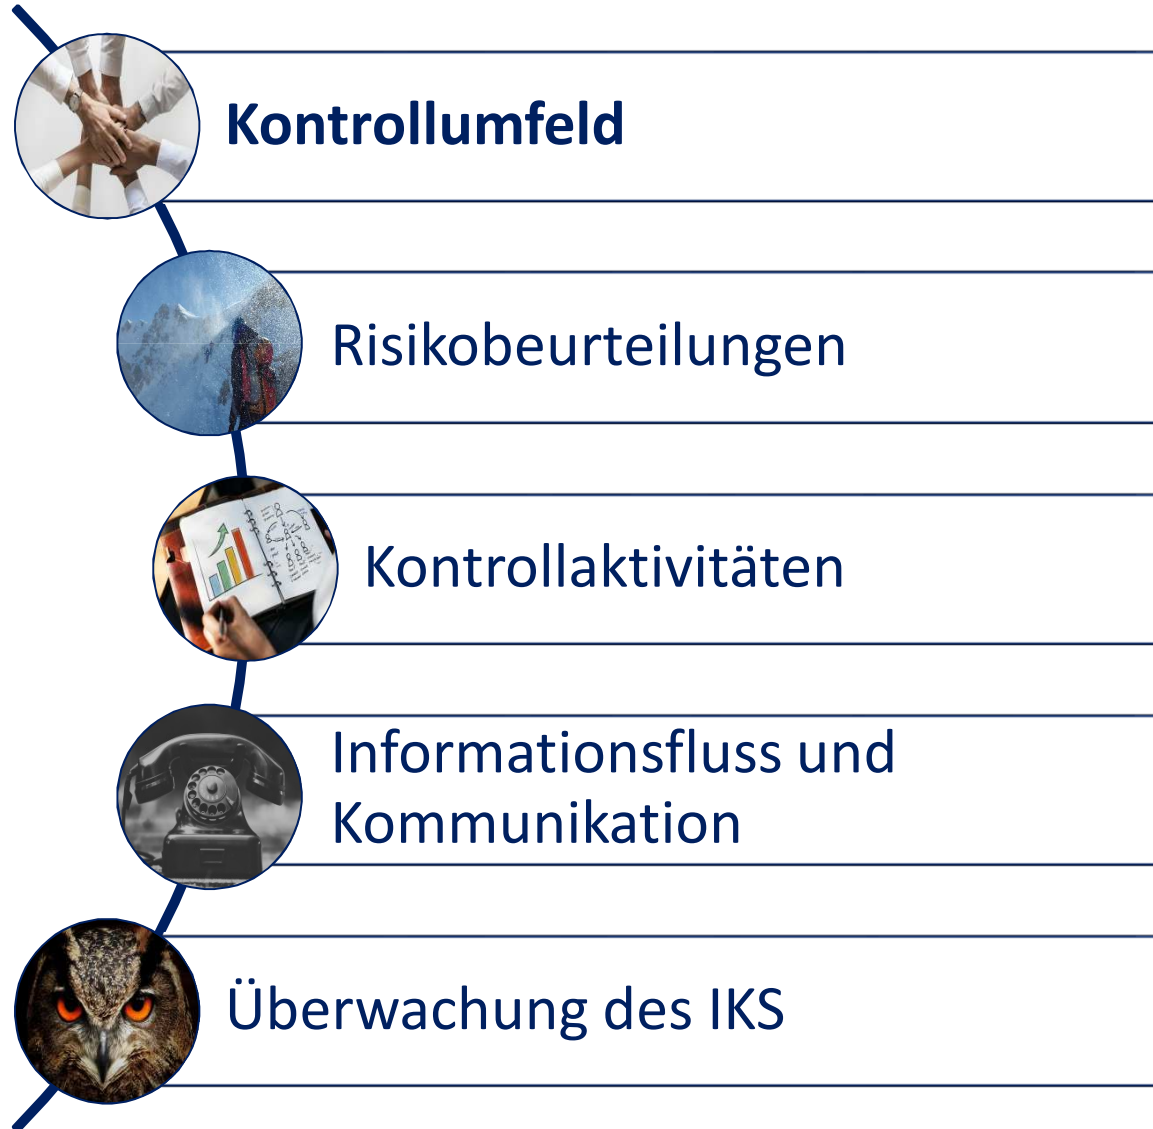 Kontrollumfeld
Risikobeurteilungen
Kontrollaktivitäten
Informationsfluss und
Kommunikation
Überwachung des IKS